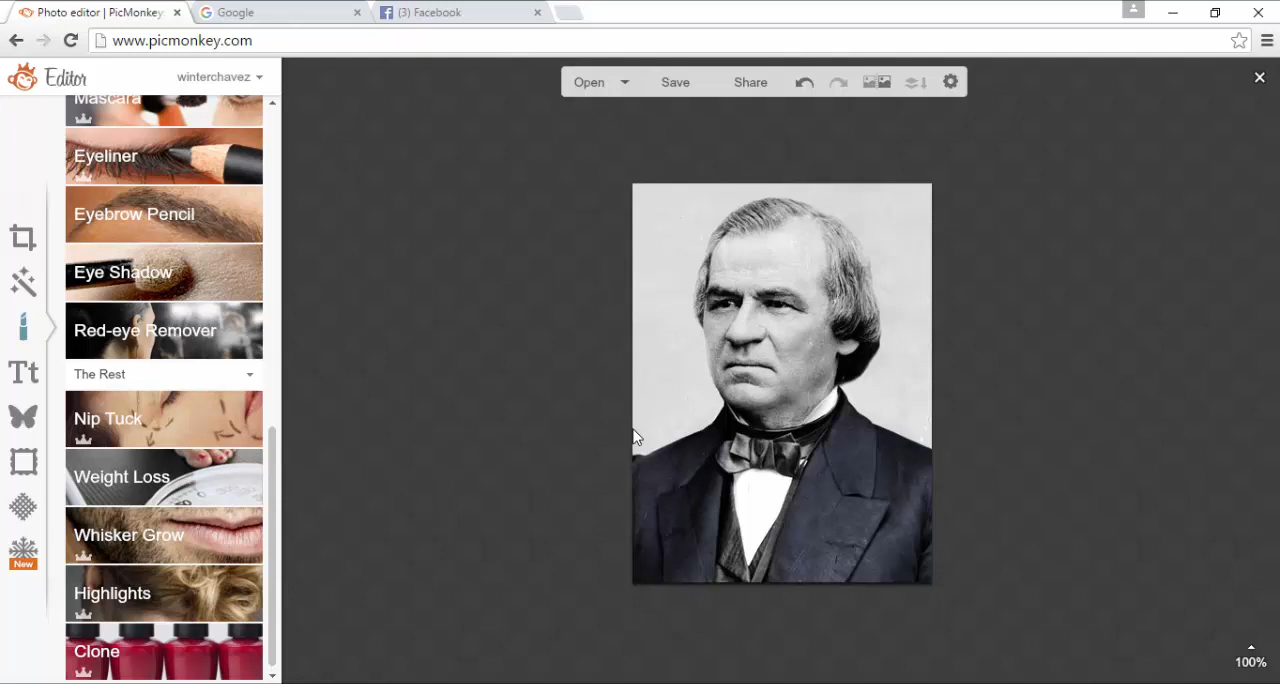 Photo editor | PicMonkey
Google
(3) Facebook
www.picmonkey.com
Editor
winterchavez
Open
Save
Share
Mascara
Eyeliner
Eyebrow Pencil
Eye Shadow
Red-eye Remover
The Rest
Nip Tuck
Weight Loss
Whisker Grow
Highlights
Clone
Tt
New
100%